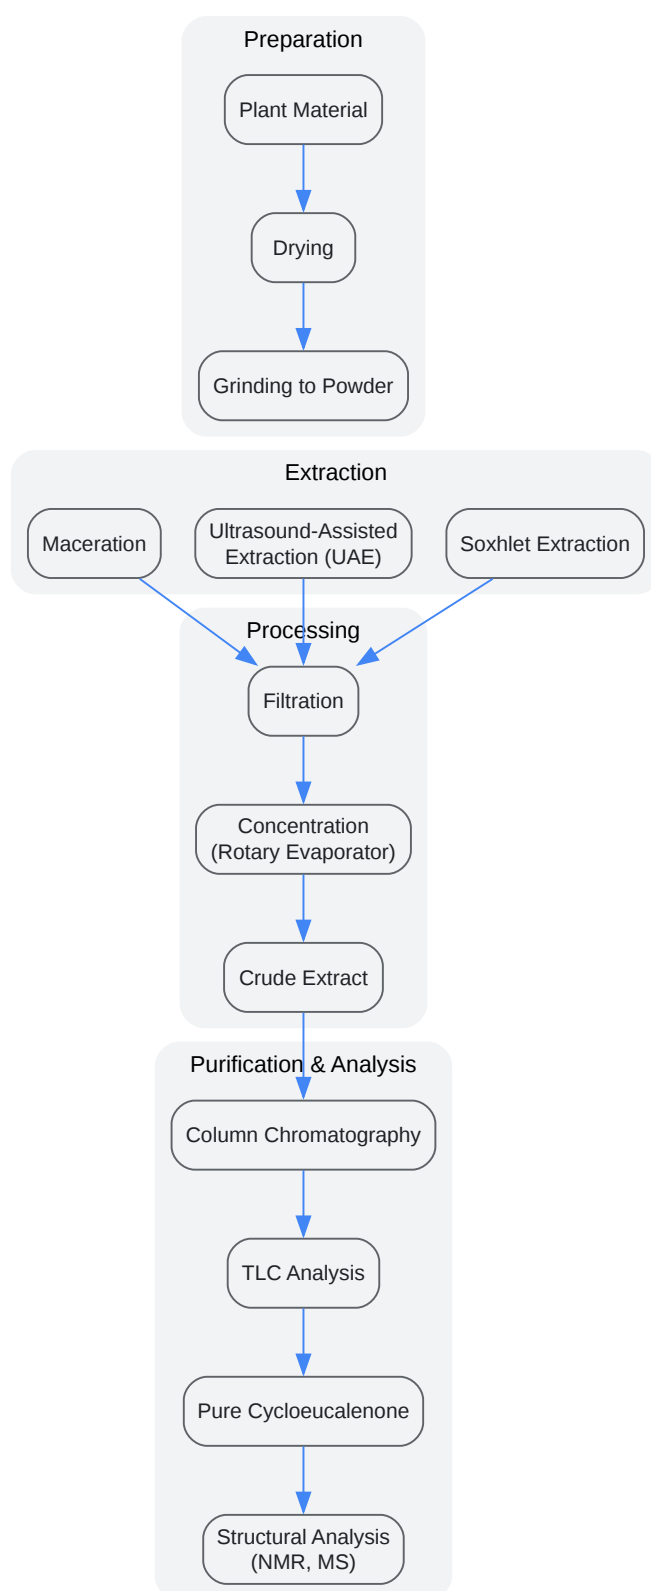 Preparation
Plant Material
Drying
Grinding to Powder
Extraction
Maceration
Ultrasound-Assisted
Extraction (UAE)
Soxhlet Extraction
Processing
Filtration
Concentration
(Rotary Evaporator)
Crude Extract
Purification & Analysis
Column Chromatography
TLC Analysis
Pure Cycloeucalenone
Structural Analysis
(NMR, MS)